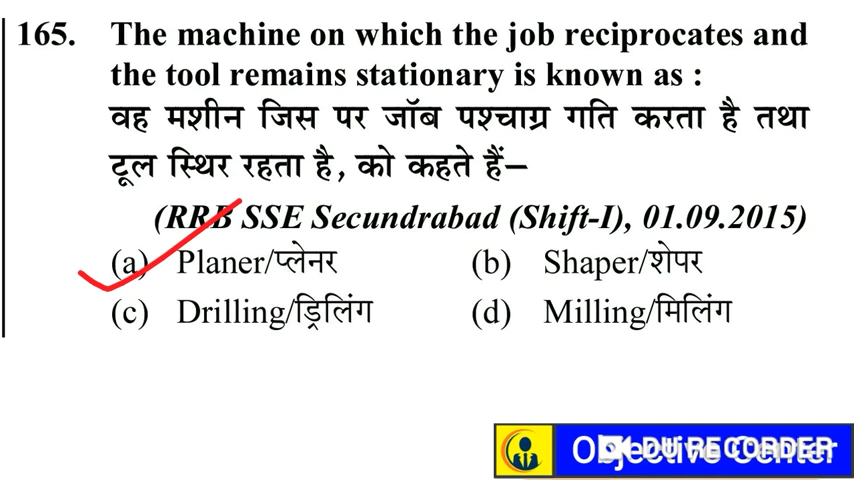 165. The machine on which the job reciprocates and
the tool remains stationary is known as :
वह मशीन जिस पर जॉब पश्चाग्र गति करता है तथा
टूल स्थिर रहता है, को कहते हैं–
(RRB SSE Secundrabad (Shift-I), 01.09.2015)
(a) Planer/प्लेनर (b) Shaper/शेपर
(c) Drilling/ड्रिलिंग (d) Milling/मिलिंग
Objective Center
DU RECORDER